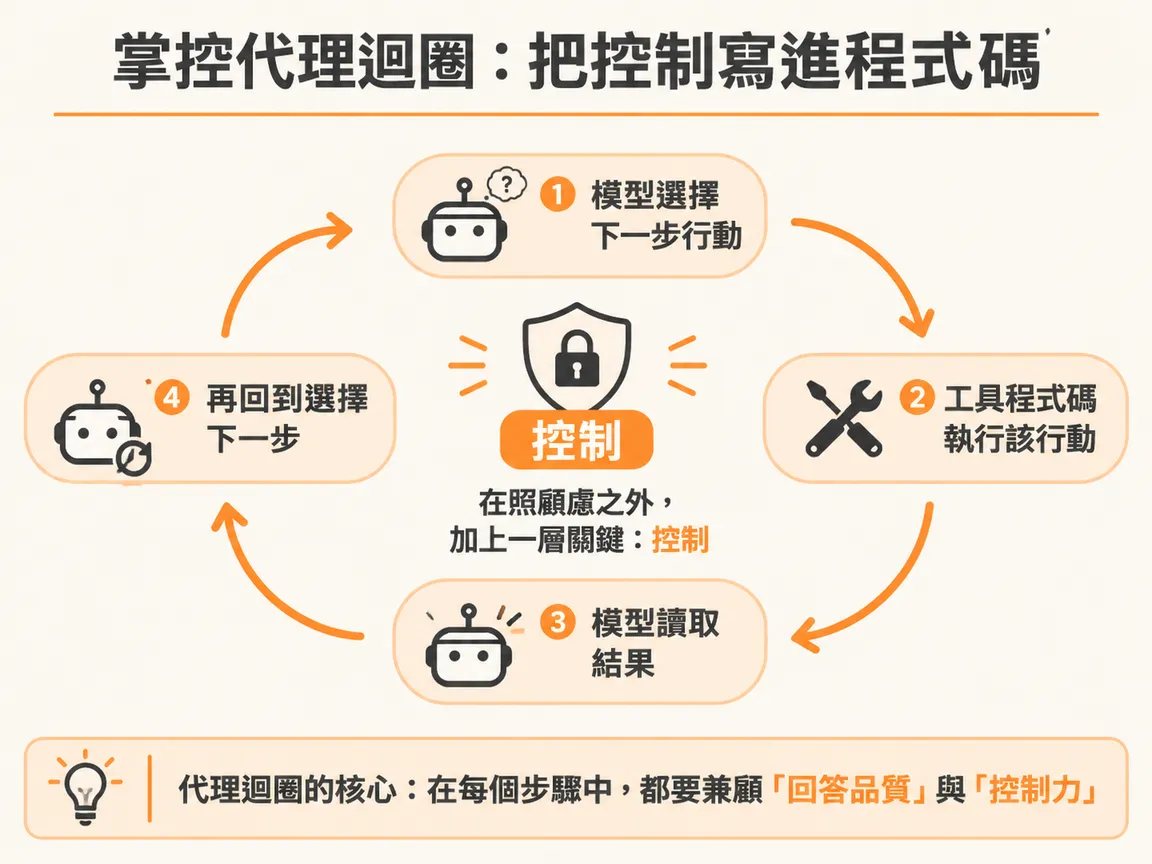 掌控代理迴圈：把控制寫進程式碼
?
1 模型選擇
下一步行動
2 工具程式碼
執行該行動
3 模型讀取
結果
4 再回到選擇
下一步
控制
在照顧慮之外，
加上一層關鍵：控制
代理迴圈的核心：在每個步驟中，都要兼顧「回答品質」與「控制力」